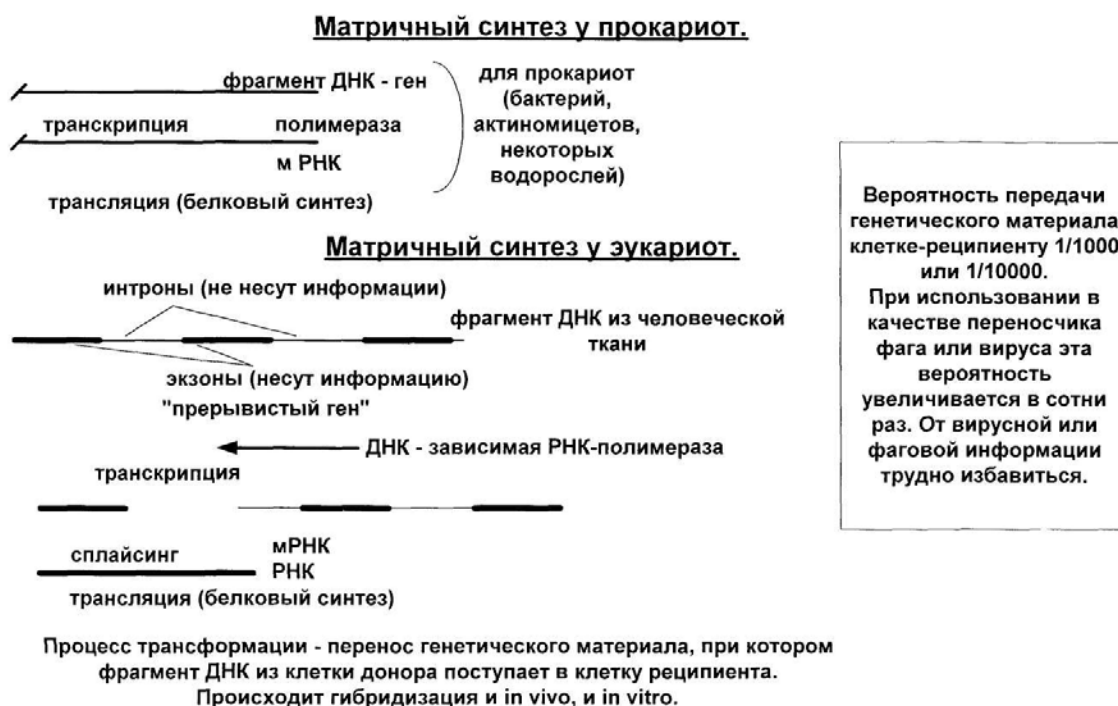 Матричный синтез у прокариот.
фрагмент ДНК - ген
транскрипция полимераза
м РНК
трансляция (белковый синтез)
для прокариот
(бактерий,
актиномицетов,
некоторых
водорослей)
Матричный синтез у эукариот.
интроны (не несут информации)
фрагмент ДНК из человеческой
ткани
экзоны (несут информацию)
"прерывистый ген"
ДНК - зависимая РНК-полимераза
транскрипция
сплайсинг мРНК
РНК
трансляция (белковый синтез)
Вероятность передачи
генетического материала
клетке-реципиенту 1/1000
или 1/10000.
При использовании в
качестве переносчика
фага или вируса эта
вероятность
увеличивается в сотни
раз. От вирусной или
фаговой информации
трудно избавиться.
Процесс трансформации - перенос генетического материала, при котором
фрагмент ДНК из клетки донора поступает в клетку реципиента.
Происходит гибридизация и in vivo, и in vitro.